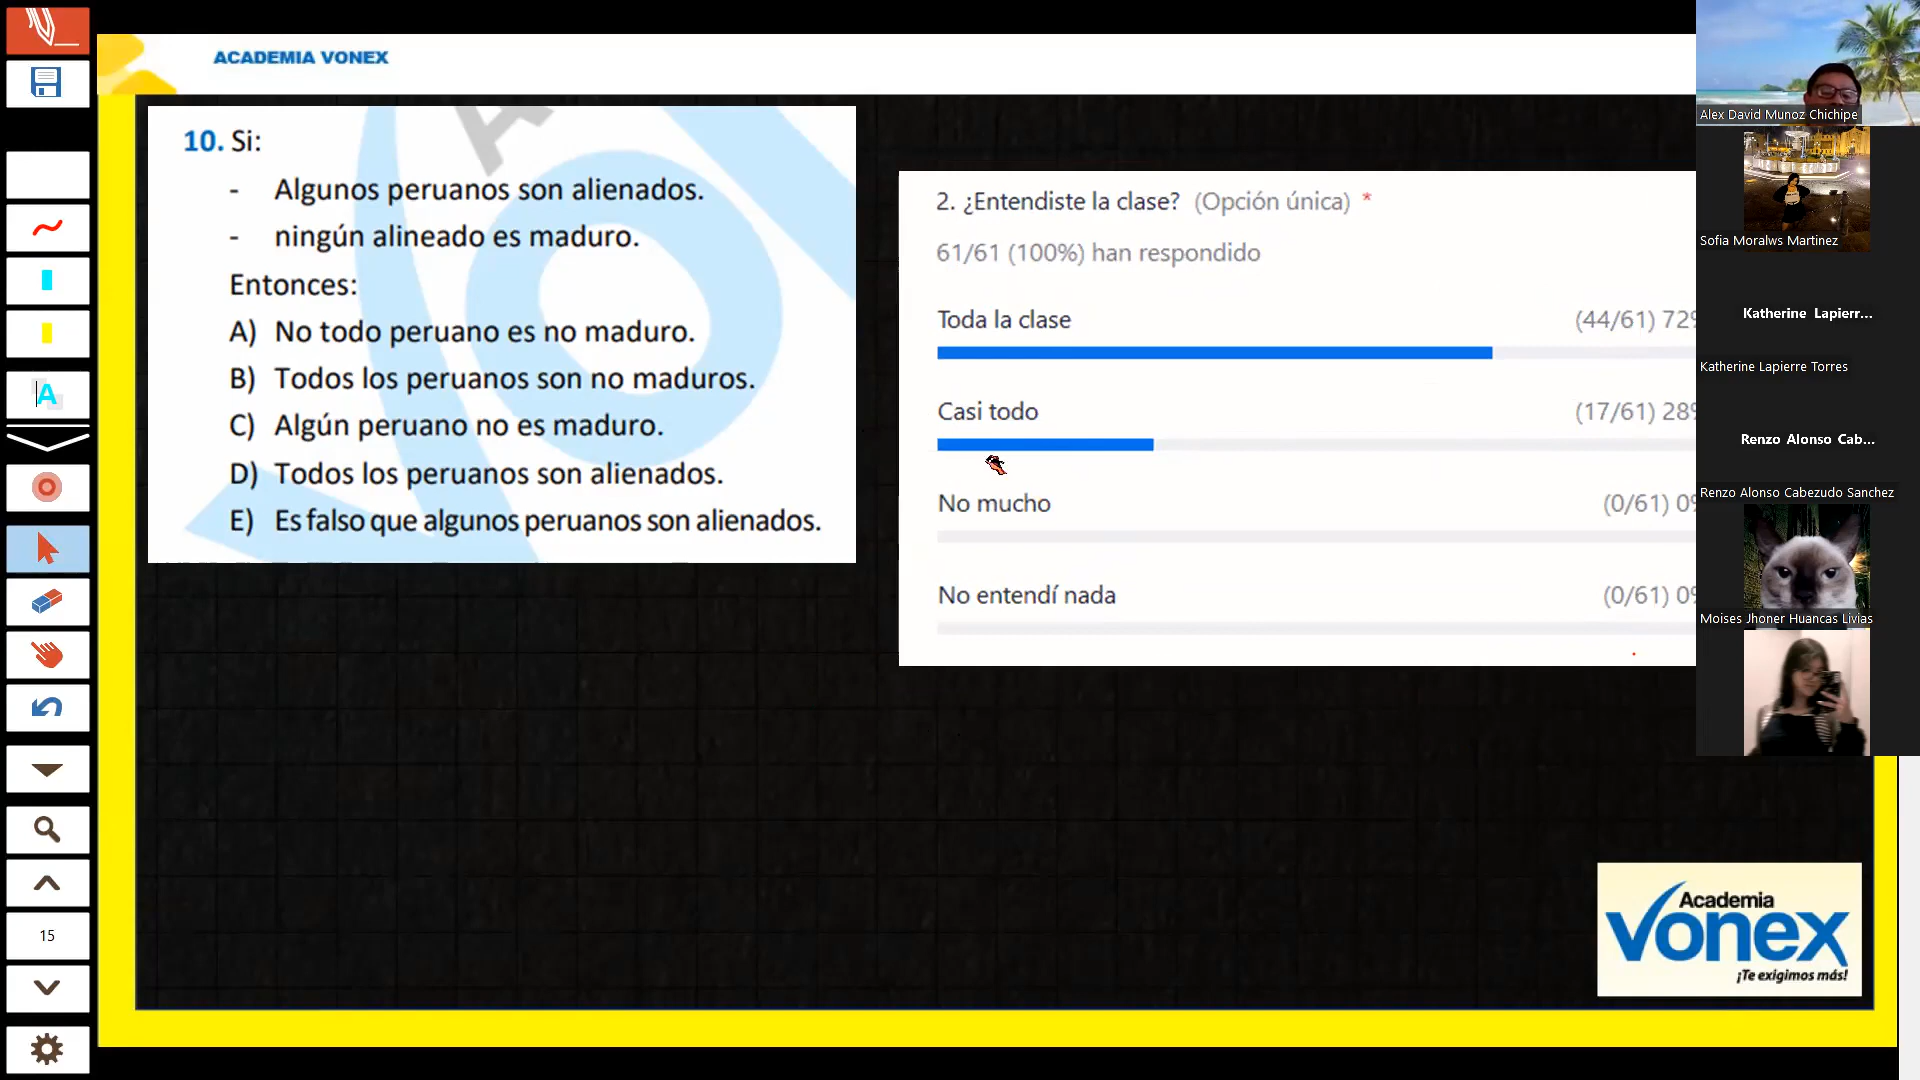 ACADEMIA VONEX
10. Si:
- Algunos peruanos son alienados.
- ningún alineado es maduro.
Entonces:
A) No todo peruano es no maduro.
B) Todos los peruanos son no maduros.
C) Algún peruano no es maduro.
D) Todos los peruanos son alienados.
E) Es falso que algunos peruanos son alienados.
2. ¿Entendiste la clase? (Opción única) *
61/61 (100%) han respondido
Toda la clase (44/61) 72%
Casi todo (17/61) 28%
No mucho (0/61) 0%
No entendí nada (0/61) 0%
Alex David Munoz Chichipe
Sofia Moralws Martinez
Katherine Lapierr...
Katherine Lapierre Torres
Renzo Alonso Cab...
Renzo Alonso Cabezudo Sanchez
Moises Jhoner Huancas Livias
A
15
Academia
Vonex
¡Te exigimos más!